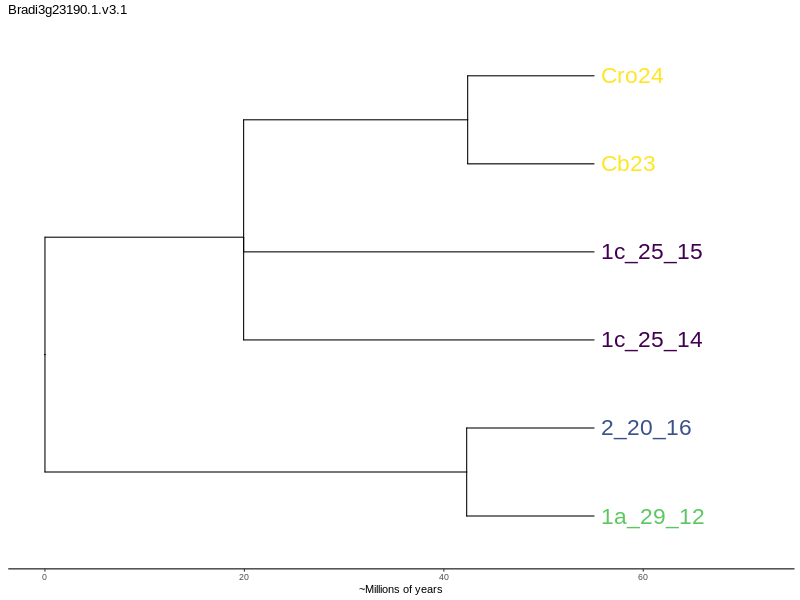 Bradi3g23190.1.v3.1
Cro24
Cb23
1c_25_15
1c_25_14
2_20_16
1a_29_12
0 20 40 60
~Millions of years